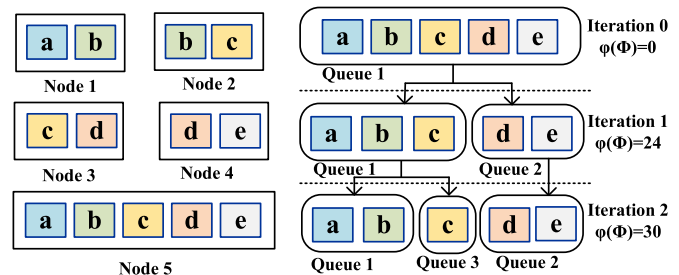 a b
Node 1
b c
Node 2
c d
Node 3
d e
Node 4
a b c d e
Node 5
a b c d e
Queue 1
Iteration 0
φ(Φ)=0
a b c
Queue 1
d e
Queue 2
Iteration 1
φ(Φ)=24
a b
Queue 1
c
Queue 3
d e
Queue 2
Iteration 2
φ(Φ)=30